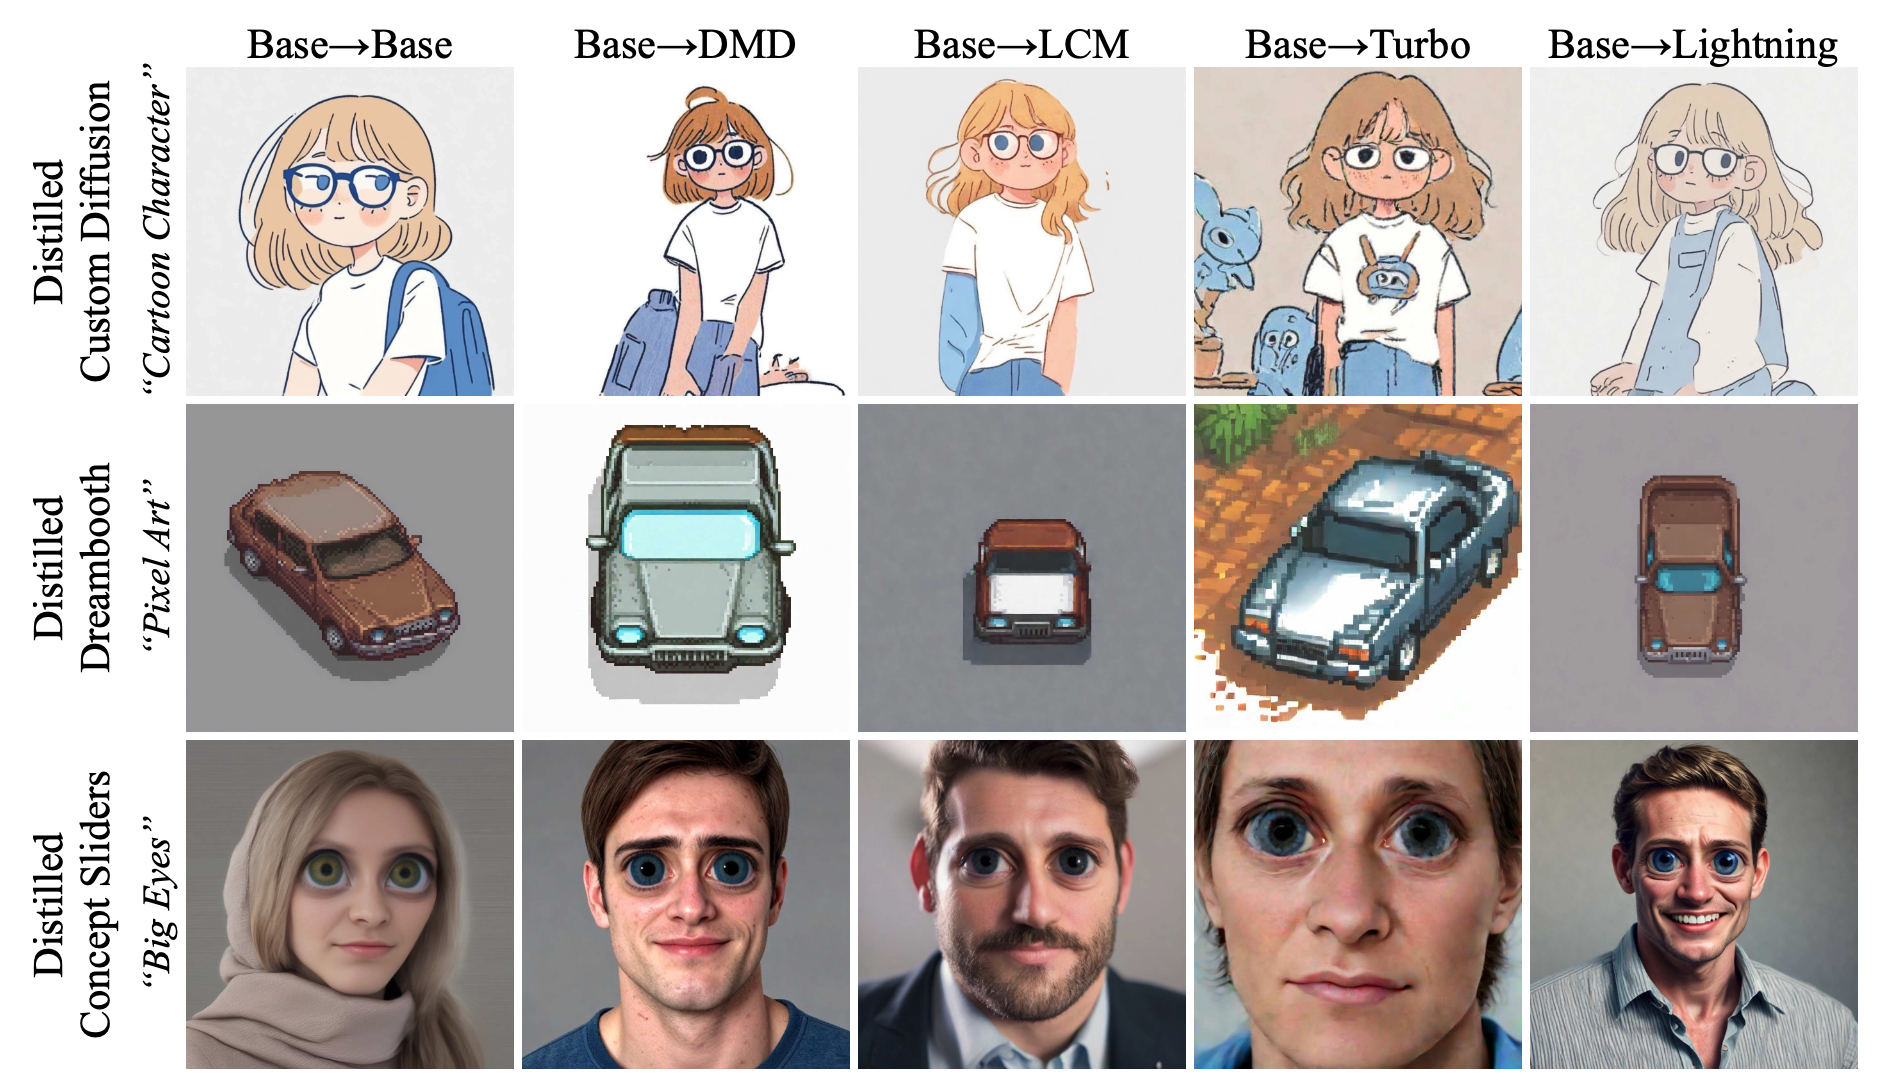 Base→Base
Base→DMD
Base→LCM
Base→Turbo
Base→Lightning
Distilled
Custom Diffusion
“Cartoon Character”
Distilled
Dreambooth
“Pixel Art”
Distilled
Concept Sliders
“Big Eyes”